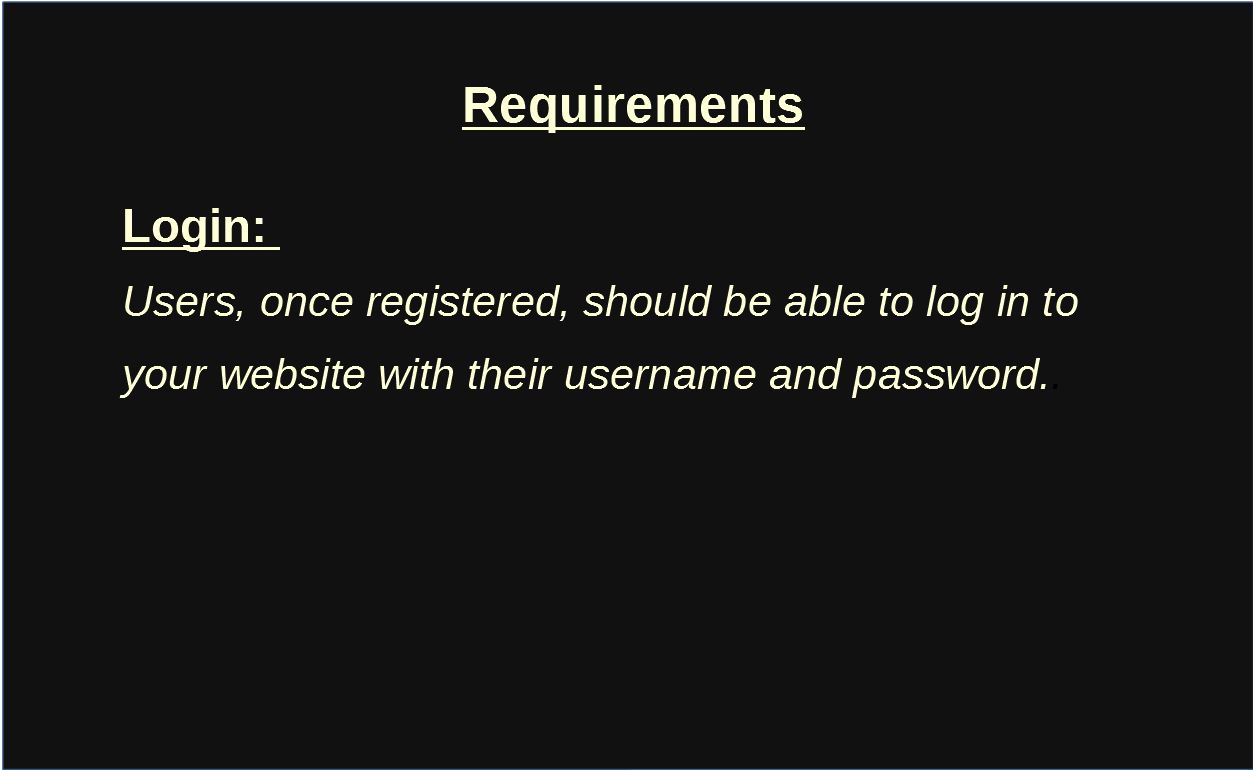 Requirements
Login:
Users, once registered, should be able to log in to
your website with their username and password..